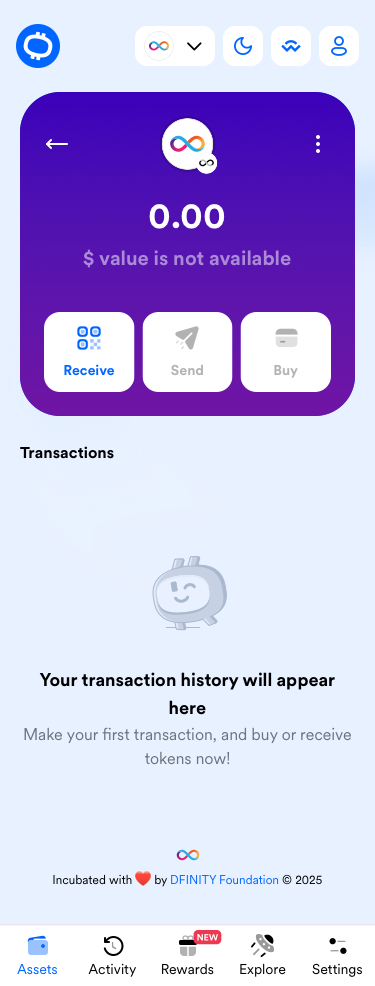 0.00
$ value is not available
Receive
Send
Buy
Transactions
Your transaction history will appear
here
Make your first transaction, and buy or receive
tokens now!
Incubated with ❤️ by DFINITY Foundation © 2025
NEW
Assets
Activity
Rewards
Explore
Settings